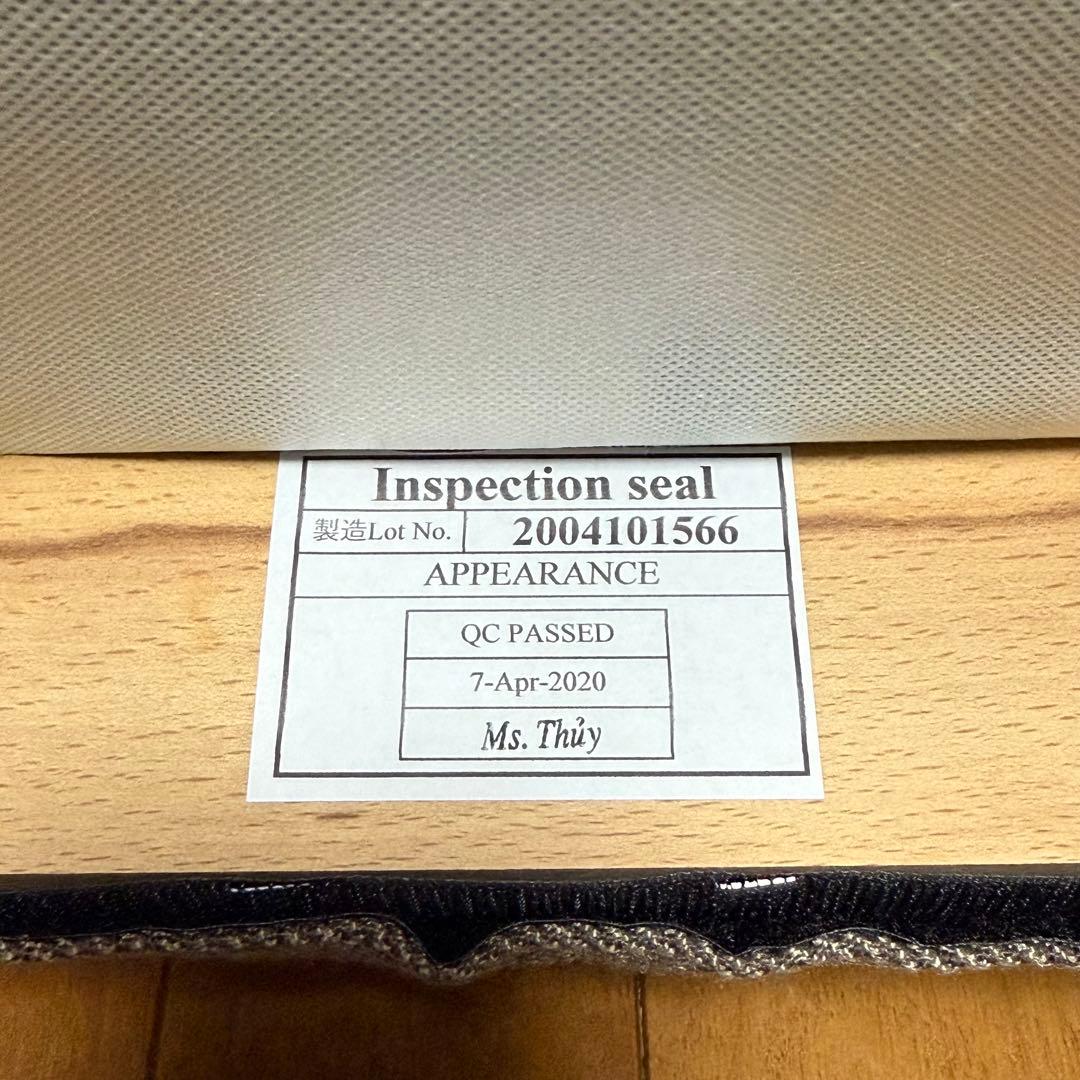 Inspection seal
製造Lot No. 2004101566
APPEARANCE
QC PASSED
7-Apr-2020
Ms. Thủy